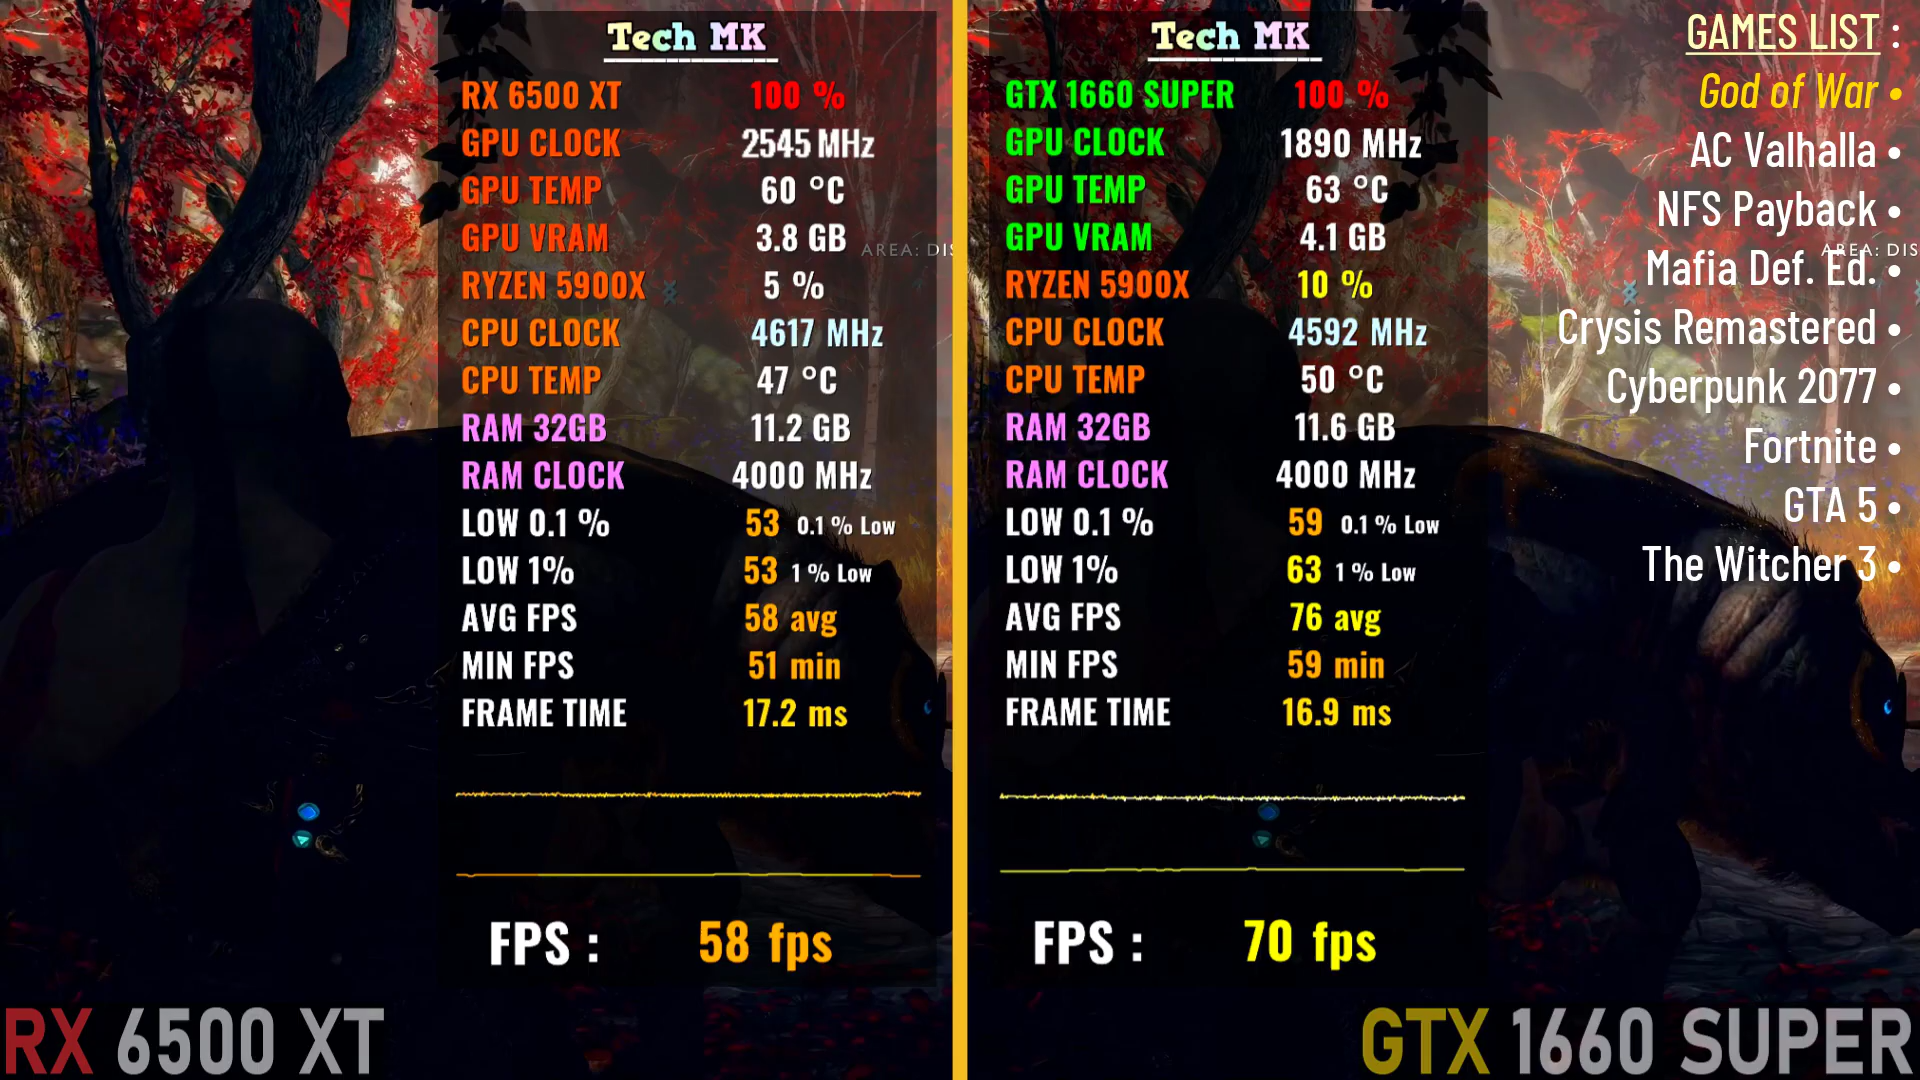 Tech MK
RX 6500 XT 100 %
GPU CLOCK 2545 MHz
GPU TEMP 60 °C
GPU VRAM 3.8 GB
RYZEN 5900X 5 %
CPU CLOCK 4617 MHz
CPU TEMP 47 °C
RAM 32GB 11.2 GB
RAM CLOCK 4000 MHz
LOW 0.1 % 53 0.1 % Low
LOW 1% 53 1 % Low
AVG FPS 58 avg
MIN FPS 51 min
FRAME TIME 17.2 ms
FPS : 58 fps
AREA: DIS
RX 6500 XT
Tech MK
GTX 1660 SUPER 100 %
GPU CLOCK 1890 MHz
GPU TEMP 63 °C
GPU VRAM 4.1 GB
RYZEN 5900X 10 %
CPU CLOCK 4592 MHz
CPU TEMP 50 °C
RAM 32GB 11.6 GB
RAM CLOCK 4000 MHz
LOW 0.1 % 59 0.1 % Low
LOW 1% 63 1 % Low
AVG FPS 76 avg
MIN FPS 59 min
FRAME TIME 16.9 ms
FPS : 70 fps
GAMES LIST :
God of War •
AC Valhalla •
NFS Payback •
AREA: DIS
Mafia Def. Ed. •
Crysis Remastered •
Cyberpunk 2077 •
Fortnite •
GTA 5 •
The Witcher 3 •
GTX 1660 SUPER